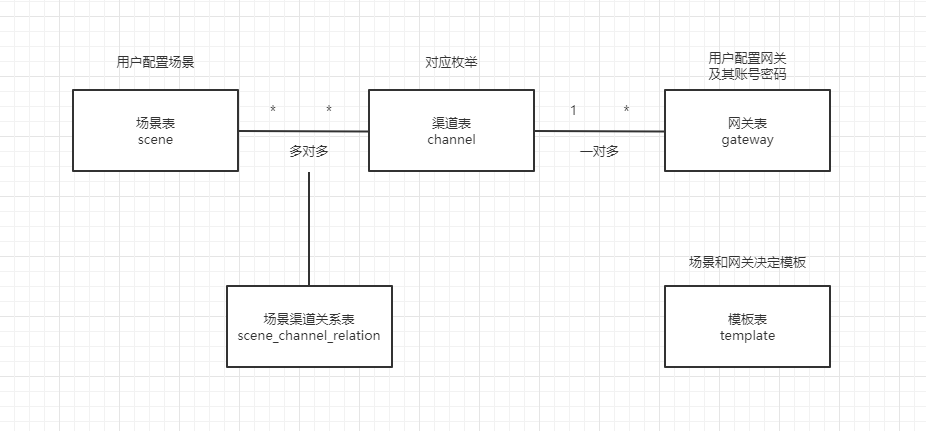 用户配置场景
对应枚举
用户配置网关
及其账号密码
场景表
scene
*
*
多对多
渠道表
channel
1
*
一对多
网关表
gateway
场景和网关决定模板
场景渠道关系表
scene_channel_relation
模板表
template